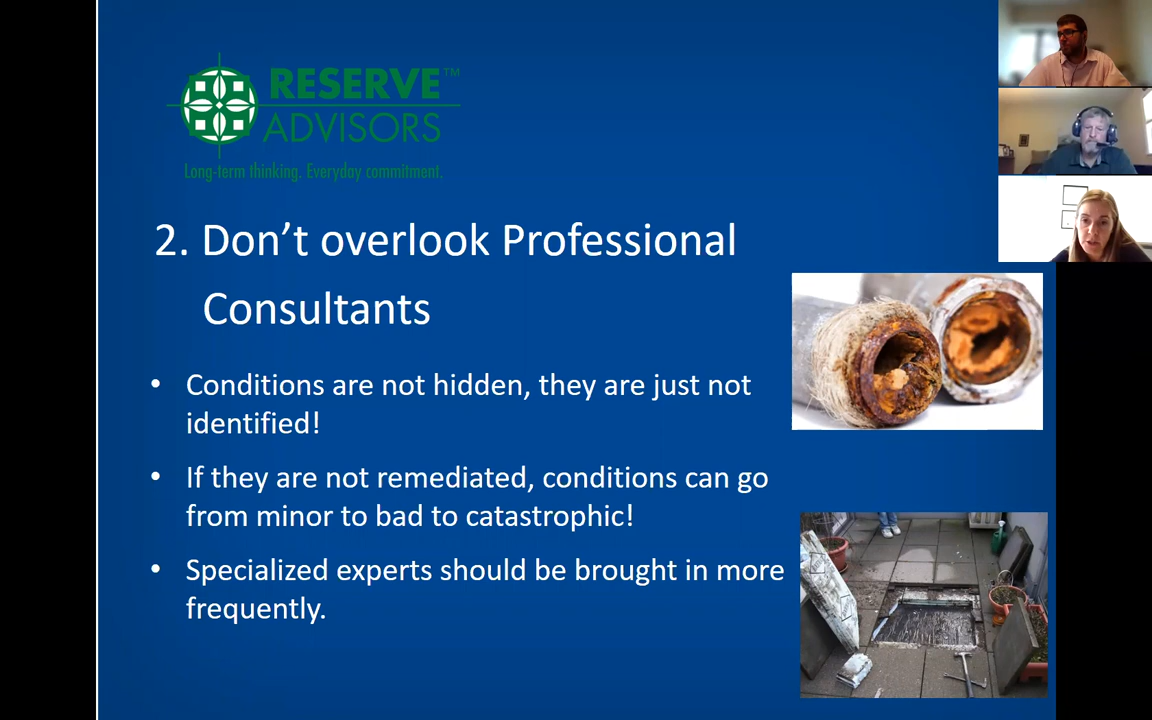 RESERVE™
ADVISORS
Long-term thinking. Everyday commitment.
2. Don’t overlook Professional
Consultants
• Conditions are not hidden, they are just not
identified!
• If they are not remediated, conditions can go
from minor to bad to catastrophic!
• Specialized experts should be brought in more
frequently.